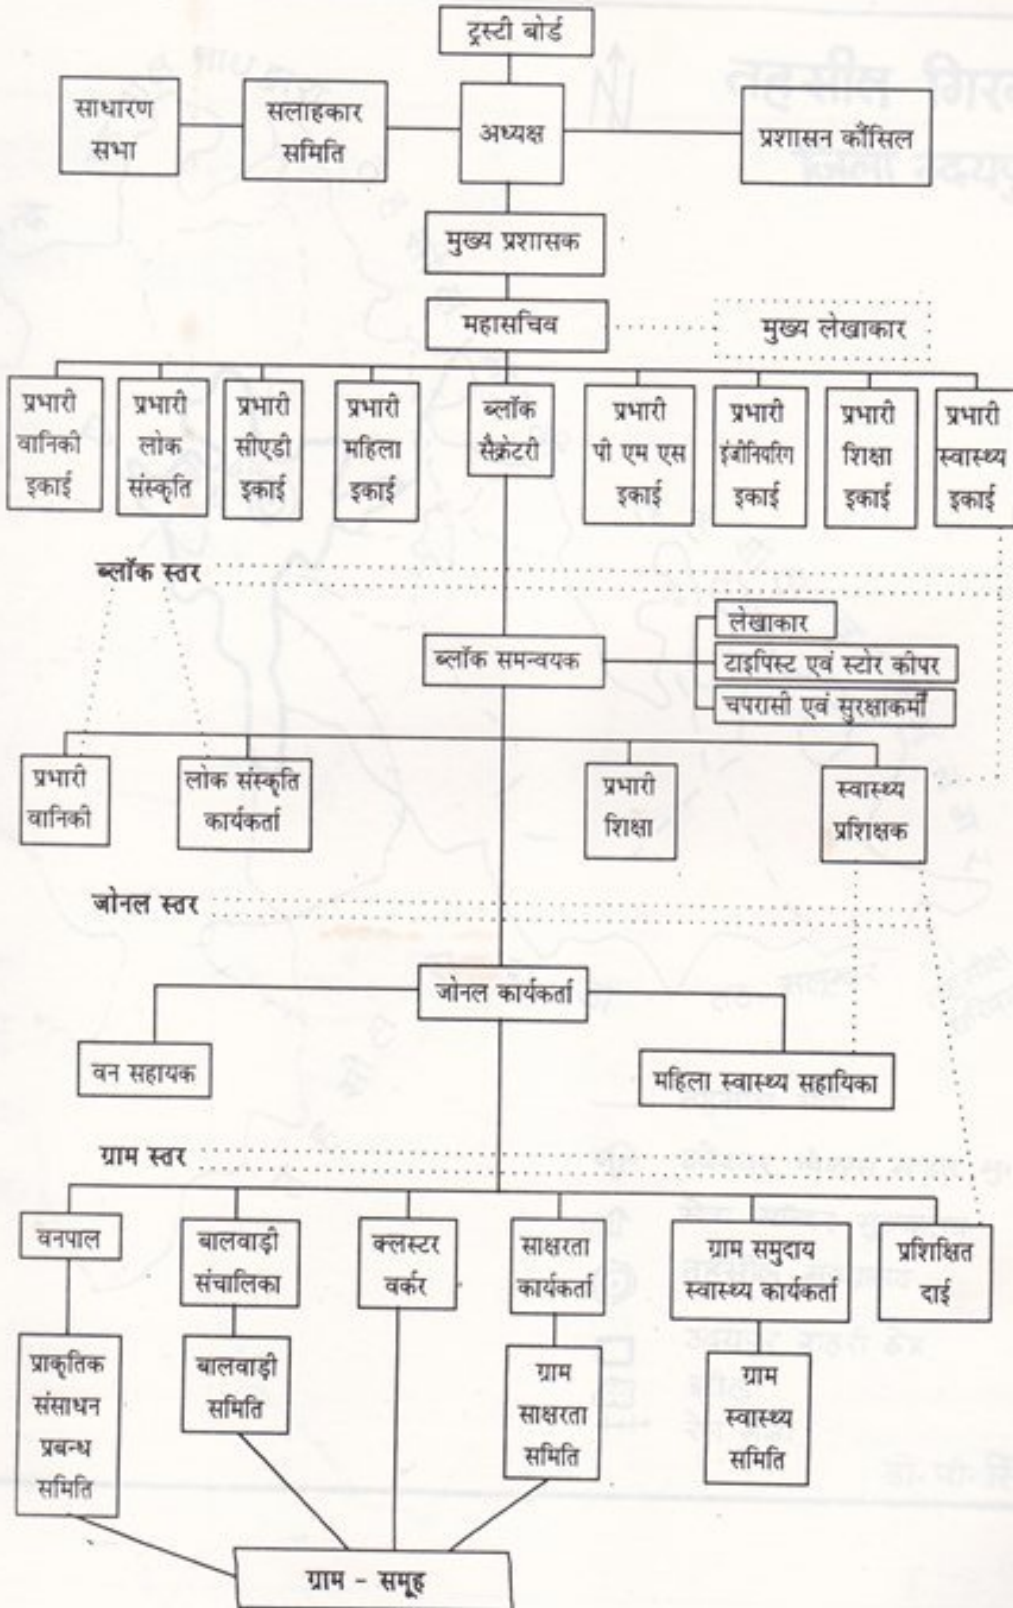 ट्रस्टी बोर्ड
साधारण
सभा
सलाहकार
समिति
अध्यक्ष
प्रशासन कौंसिल
मुख्य प्रशासक
महासचिव
मुख्य लेखाकार
प्रभारी
वानिकी
इकाई
प्रभारी
लोक
संस्कृति
प्रभारी
सीएडी
इकाई
प्रभारी
महिला
इकाई
ब्लॉक
सैक्रेटरी
प्रभारी
पी एम एस
इकाई
प्रभारी
इंजीनियरिंग
इकाई
प्रभारी
शिक्षा
इकाई
प्रभारी
स्वास्थ्य
इकाई
ब्लॉक स्तर
ब्लॉक समन्वयक
लेखाकार
टाइपिस्ट एवं स्टोर कीपर
चपरासी एवं सुरक्षाकर्मी
प्रभारी
वानिकी
लोक संस्कृति
कार्यकर्ता
प्रभारी
शिक्षा
स्वास्थ्य
प्रशिक्षक
जोनल स्तर
जोनल कार्यकर्ता
वन सहायक
महिला स्वास्थ्य सहायिका
ग्राम स्तर
वनपाल
बालवाड़ी
संचालिका
क्लस्टर
वर्कर
साक्षरता
कार्यकर्ता
ग्राम समुदाय
स्वास्थ्य कार्यकर्ता
प्रशिक्षित
दाई
प्राकृतिक
संसाधन
प्रबन्ध
समिति
बालवाड़ी
समिति
ग्राम
साक्षरता
समिति
ग्राम
स्वास्थ्य
समिति
ग्राम - समूह